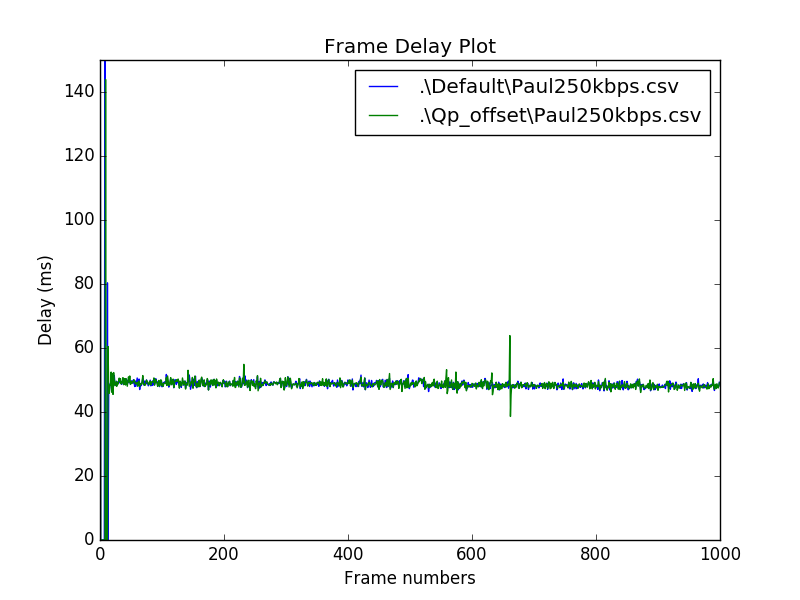 Frame Delay Plot
.\Default\Paul250kbps.csv
.\Qp_offset\Paul250kbps.csv
140
120
100
80
60
40
20
0
Delay (ms)
0 200 400 600 800 1000
Frame numbers